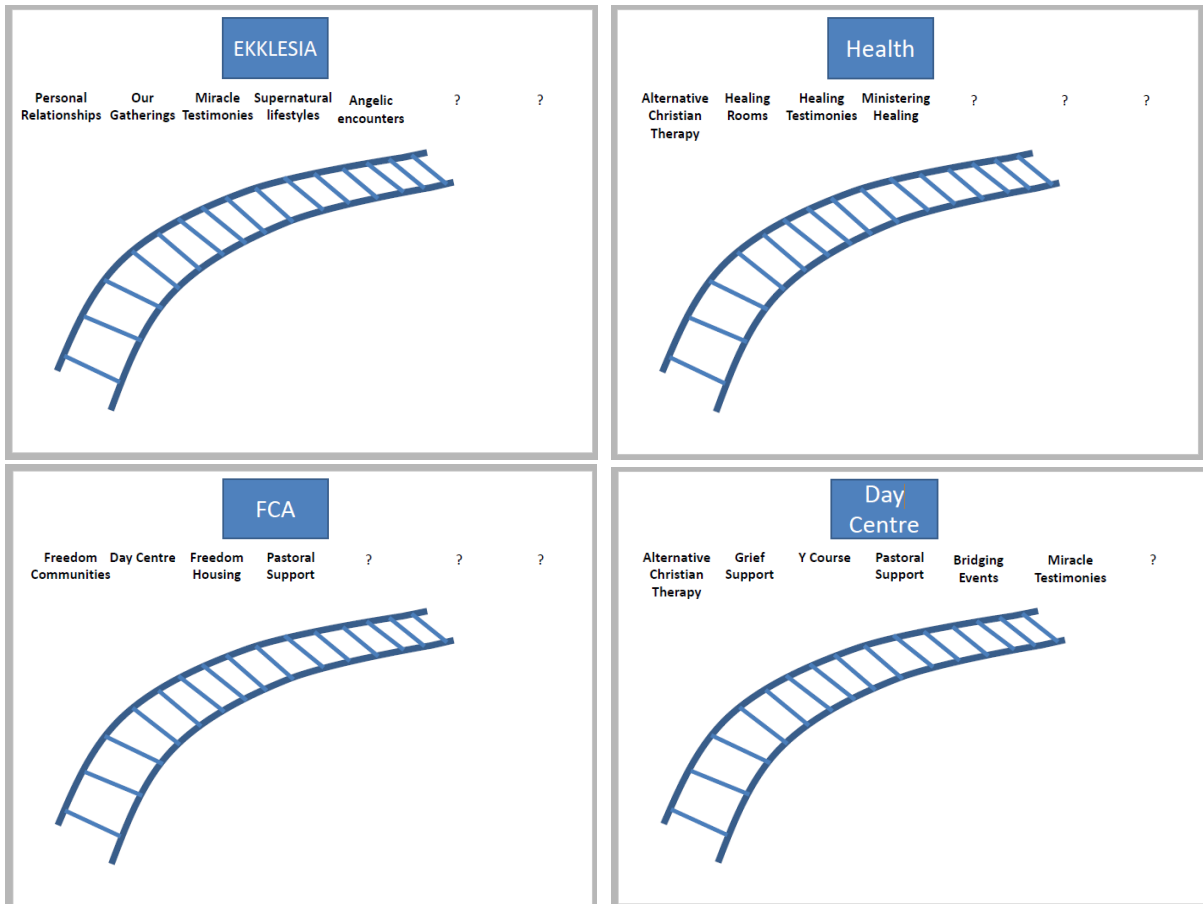 EKKLESIA
Personal Relationships
Our Gatherings
Miracle Testimonies
Supernatural lifestyles
Angelic encounters
?
?
Health
Alternative Christian Therapy
Healing Rooms
Healing Testimonies
Ministering Healing
?
?
?
FCA
Freedom Communities
Day Centre
Freedom Housing
Pastoral Support
?
?
?
Day Centre
Alternative Christian Therapy
Grief Support
Y Course
Pastoral Support
Bridging Events
Miracle Testimonies
?